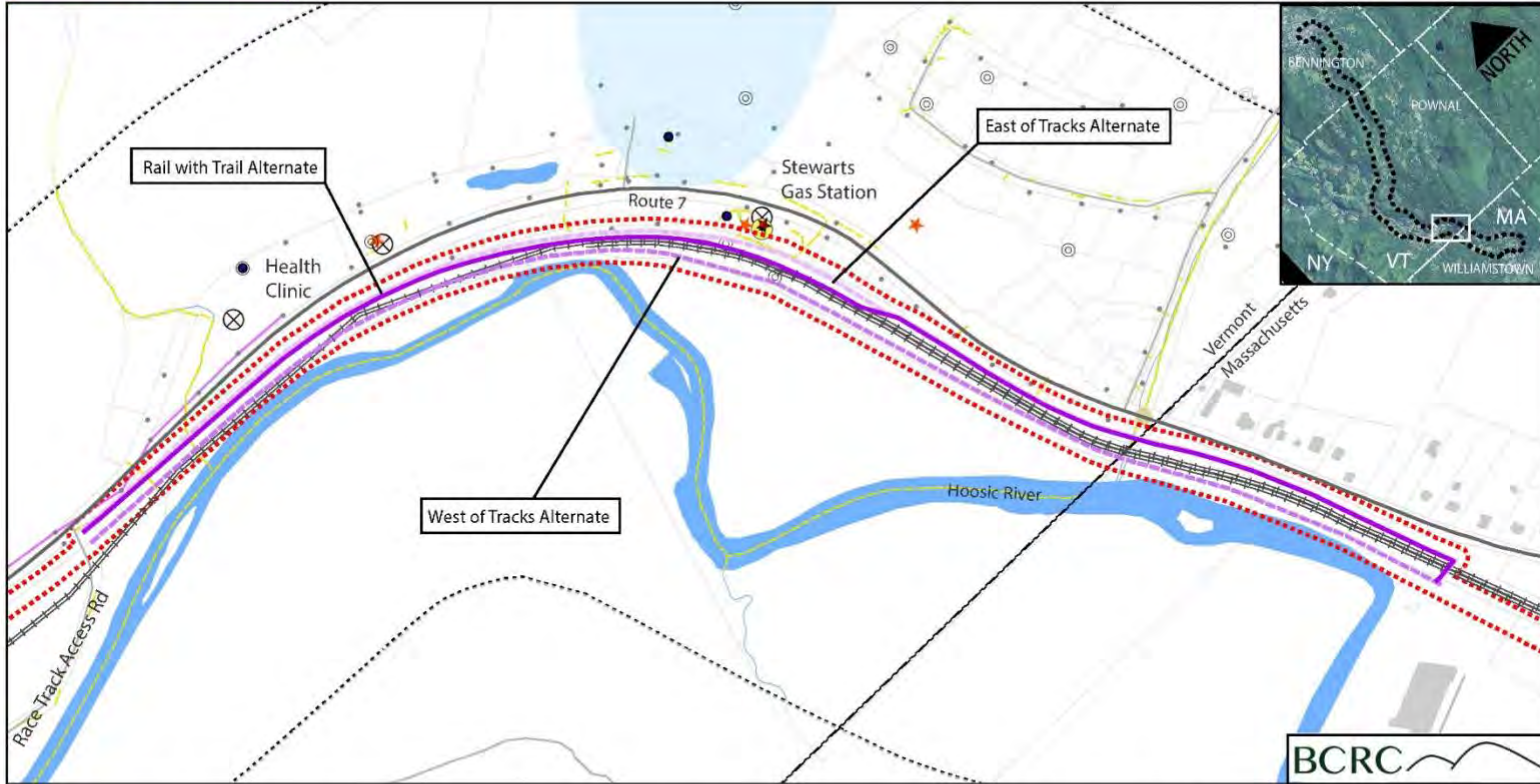 Rail with Trail Alternate
East of Tracks Alternate
Stewarts
Gas Station
Route 7
Health
Clinic
West of Tracks Alternate
Hoosic River
Vermont
Massachusetts
Race Track Access Rd
BENNINGTON
NORTH
POWNAL
MA
NY
VT
WILLIAMSTOWN
BCRC